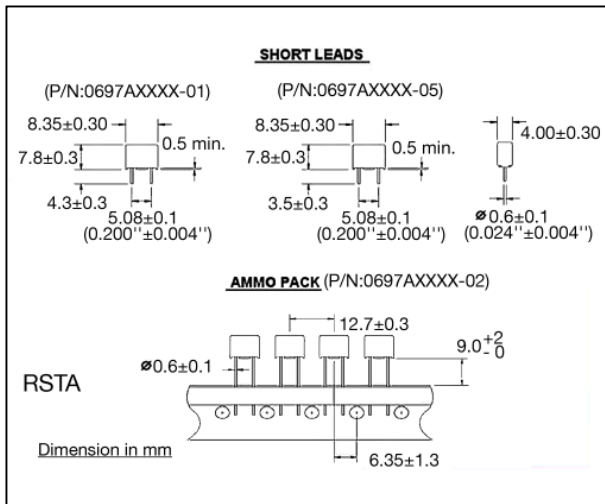 SHORT LEADS
(P/N:0697AXXXX-01)
(P/N:0697AXXXX-05)
8.35±0.30
0.5 min.
7.8±0.3
4.3±0.3
5.08±0.1
(0.200''±0.004'')
8.35±0.30
0.5 min.
7.8±0.3
3.5±0.3
5.08±0.1
(0.200''±0.004'')
4.00±0.30
ø0.6±0.1
(0.024''±0.004'')
AMMO PACK (P/N:0697AXXXX-02)
12.7±0.3
9.0+2-0
ø0.6±0.1
RSTA
Dimension in mm
6.35±1.3